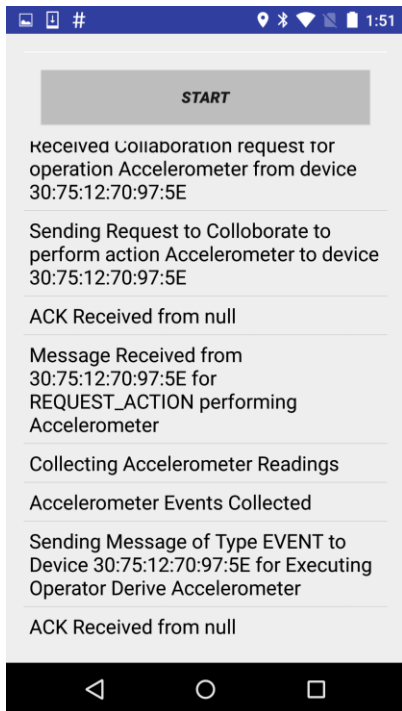 # 1:51
START
Received Collaboration request for
operation Accelerometer from device
30:75:12:70:97:5E
Sending Request to Colloborate to
perform action Accelerometer to device
30:75:12:70:97:5E
ACK Received from null
Message Received from
30:75:12:70:97:5E for
REQUEST_ACTION performing
Accelerometer
Collecting Accelerometer Readings
Accelerometer Events Collected
Sending Message of Type EVENT to
Device 30:75:12:70:97:5E for Executing
Operator Derive Accelerometer
ACK Received from null